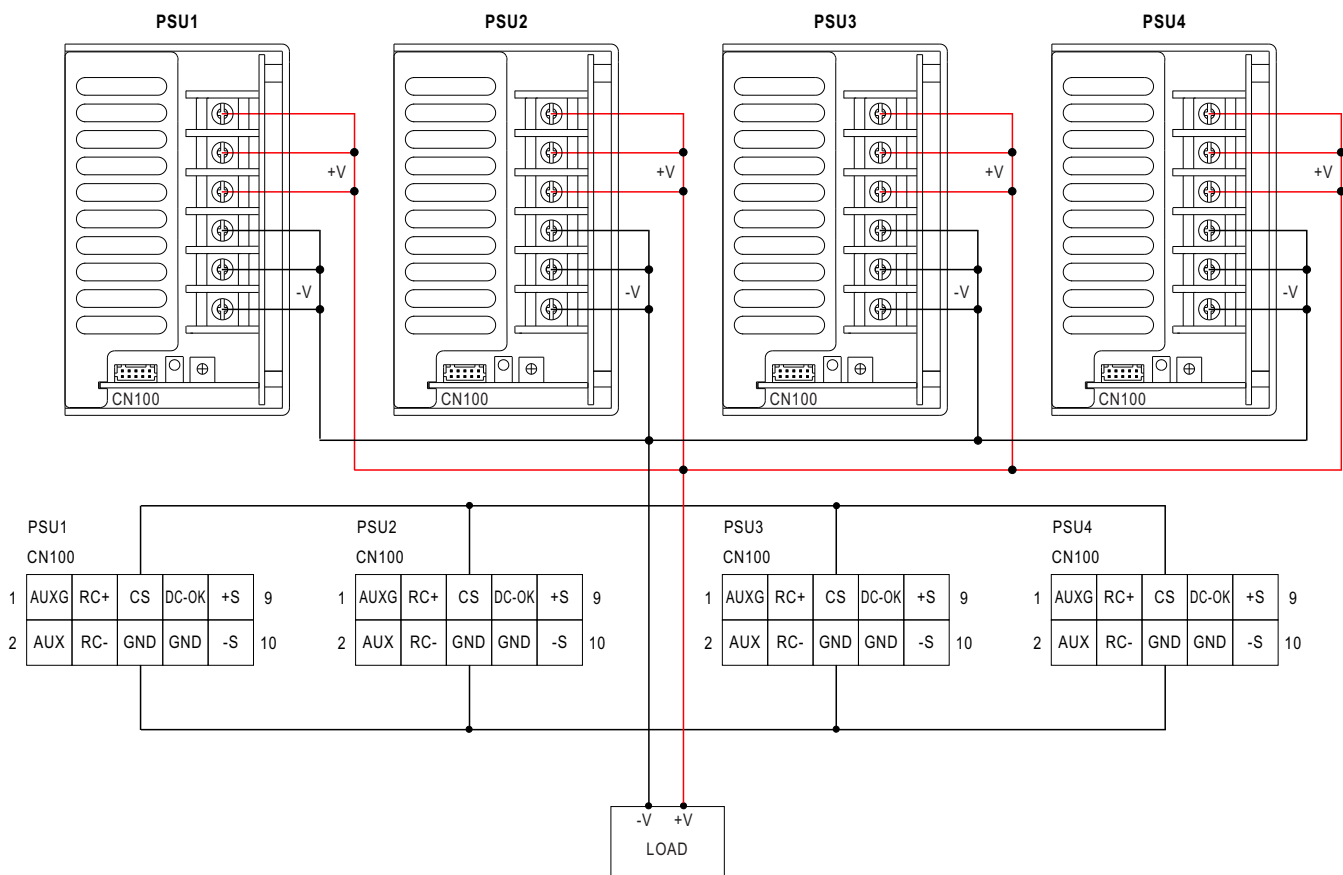 PSU1 PSU2 PSU3 PSU4
+V +V +V +V
-V -V -V -V
CN100 CN100 CN100 CN100
PSU1 PSU2 PSU3 PSU4
CN100 CN100 CN100 CN100
1 AUXG RC+ CS DC-OK +S 9 1 AUXG RC+ CS DC-OK +S 9 1 AUXG RC+ CS DC-OK +S 9 1 AUXG RC+ CS DC-OK +S 9
2 AUX RC- GND GND -S 10 2 AUX RC- GND GND -S 10 2 AUX RC- GND GND -S 10 2 AUX RC- GND GND -S 10
-V +V
LOAD